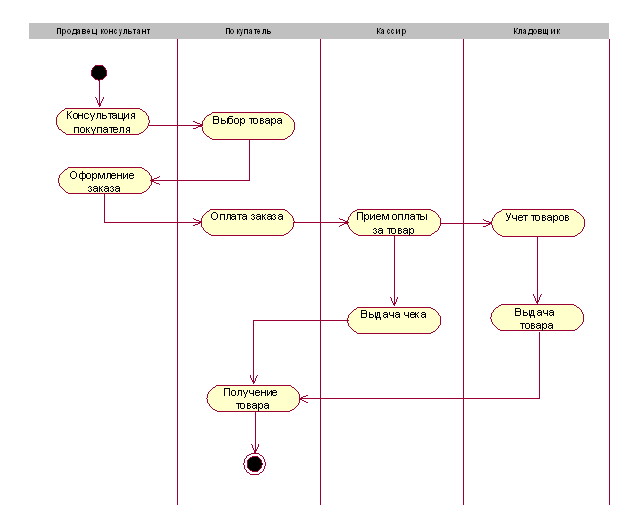 Продавец консультант
Покупатель
Кассир
Кладовщик
Консультация
покупателя
Выбор товара
Оформление
заказа
Оплата заказа
Прием оплаты
за товар
Учет товаров
Выдача чека
Выдача
товара
Получение
товара